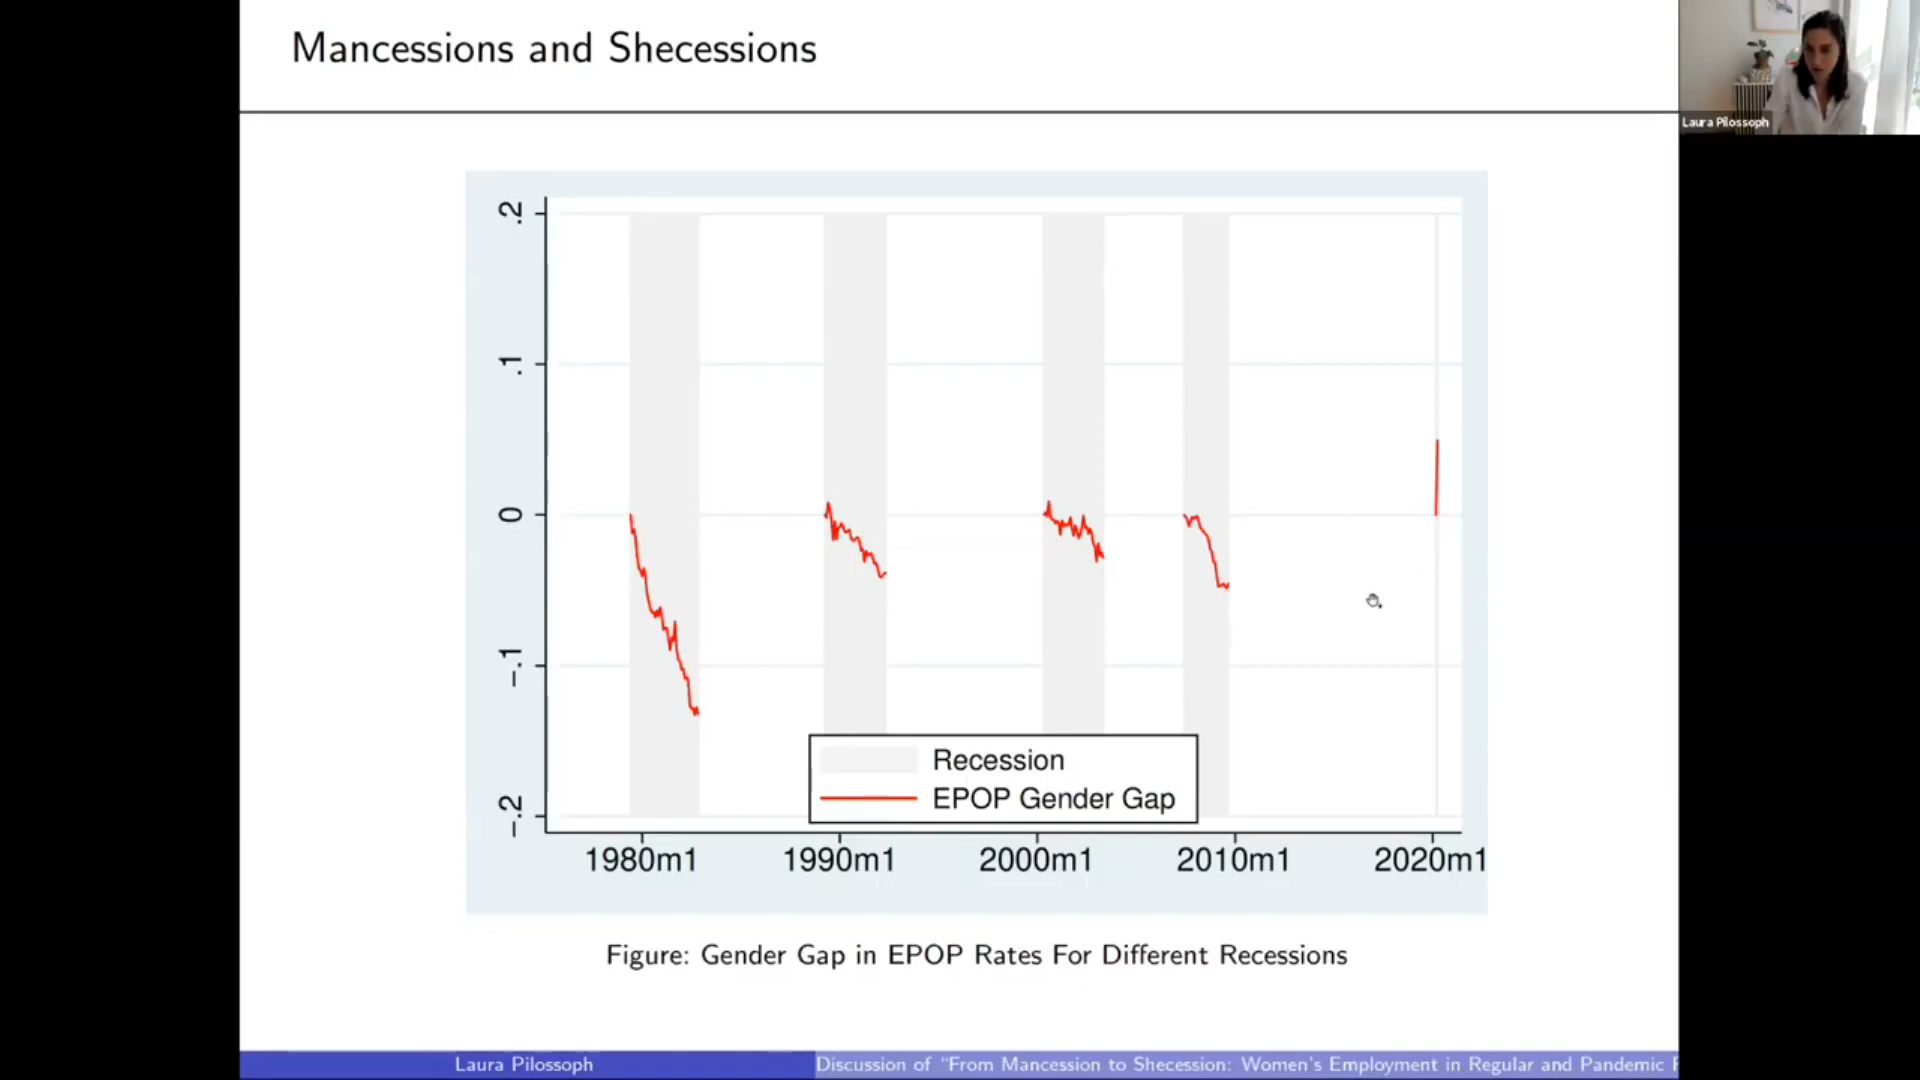 Mancessions and Shecessions
Laura Pilossoph
.2
.1
0
−.1
−.2
Recession
EPOP Gender Gap
1980m1 1990m1 2000m1 2010m1 2020m1
Figure: Gender Gap in EPOP Rates For Different Recessions
Laura Pilossoph Discussion of “From Mancession to Shecession: Women’s Employment in Regular and Pandemic